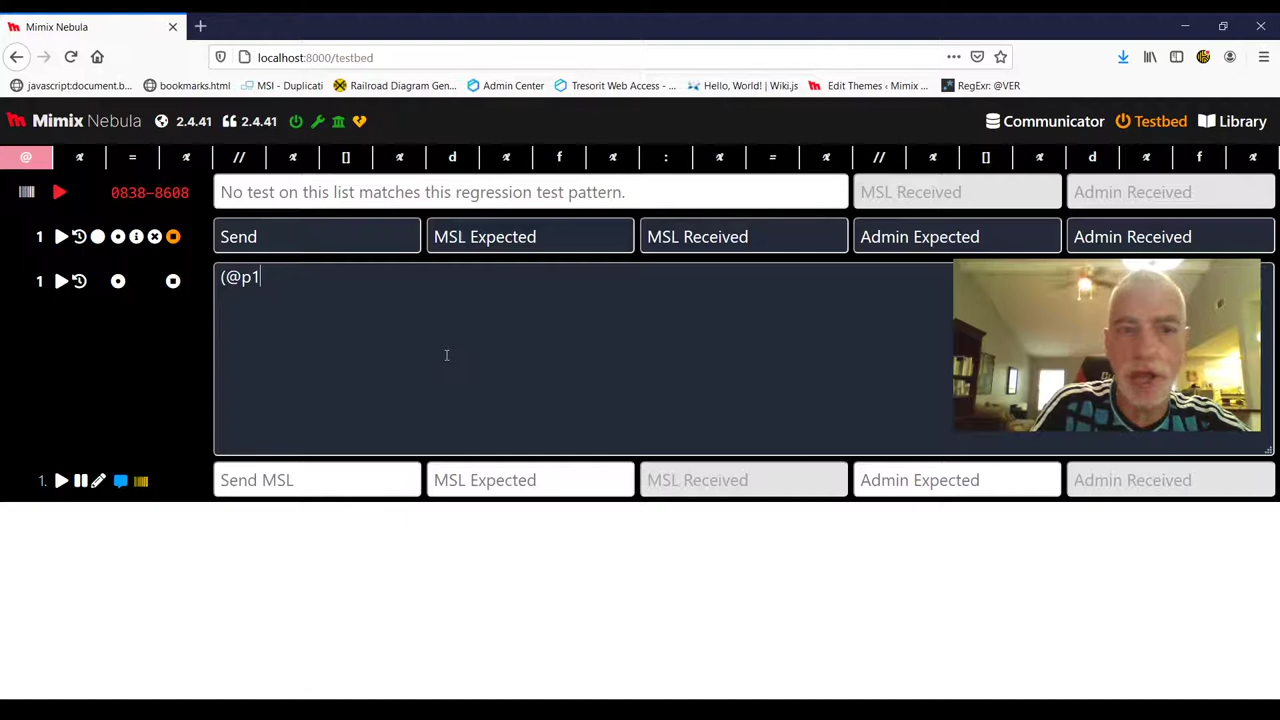 Mimix Nebula
localhost:8000/testbed
javascript:document.b... bookmarks.html MSI - Duplicati Railroad Diagram Gen... Admin Center Tresorit Web Access - ... Hello, World! | Wiki.js Edit Themes ‹ Mimix ... RegExr: @VER
Mimix Nebula 2.4.41 2.4.41 Communicator Testbed Library
@ = // [] d f : = // [] d f
0838-8608 No test on this list matches this regression test pattern. MSL Received Admin Received
1 Send MSL Expected MSL Received Admin Expected Admin Received
1 (@p1
1. Send MSL MSL Expected MSL Received Admin Expected Admin Received